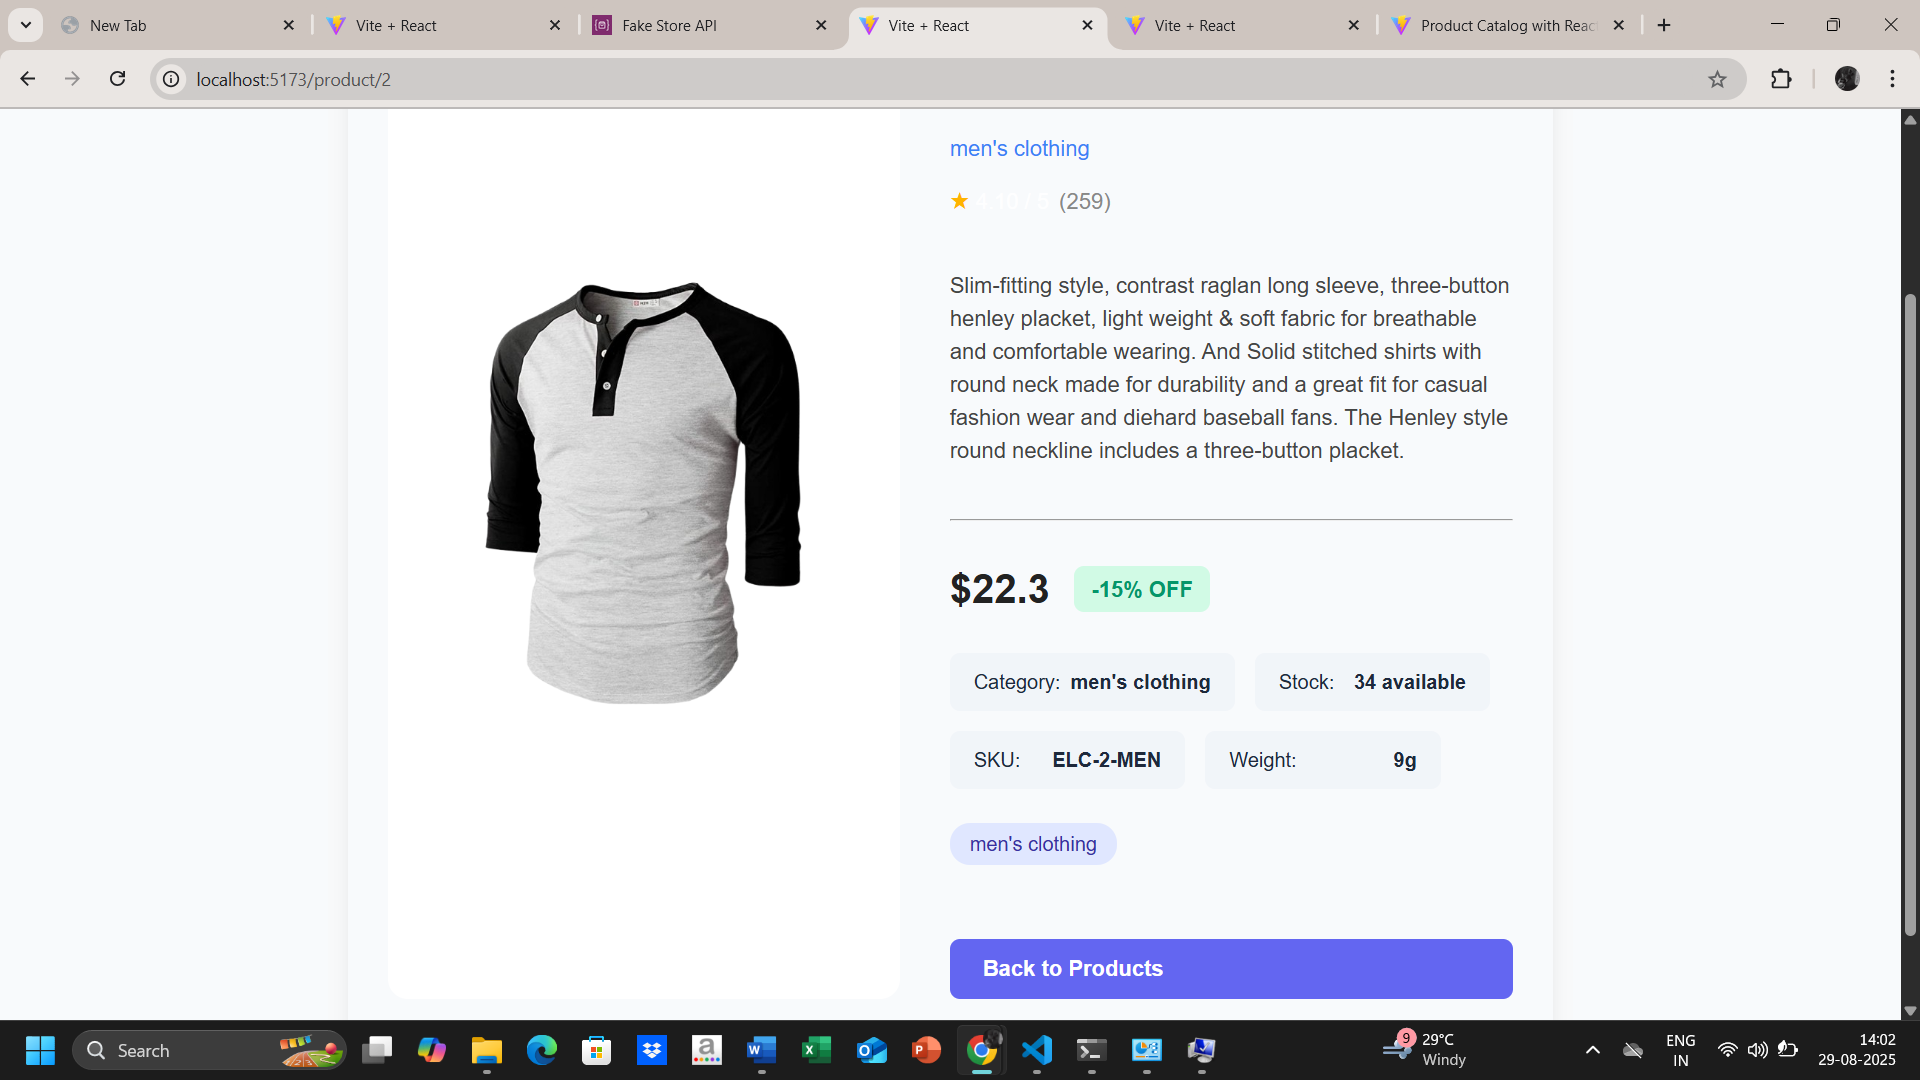 New Tab
Vite + React
Fake Store API
Vite + React
Vite + React
Product Catalog with Reac
localhost:5173/product/2
men's clothing
4.10 / 5 (259)
Slim-fitting style, contrast raglan long sleeve, three-button
henley placket, light weight & soft fabric for breathable
and comfortable wearing. And Solid stitched shirts with
round neck made for durability and a great fit for casual
fashion wear and diehard baseball fans. The Henley style
round neckline includes a three-button placket.
$22.3
-15% OFF
Category: men's clothing
Stock: 34 available
SKU: ELC-2-MEN
Weight: 9g
men's clothing
Back to Products
Search
9
29°C
Windy
ENG
IN
14:02
29-08-2025